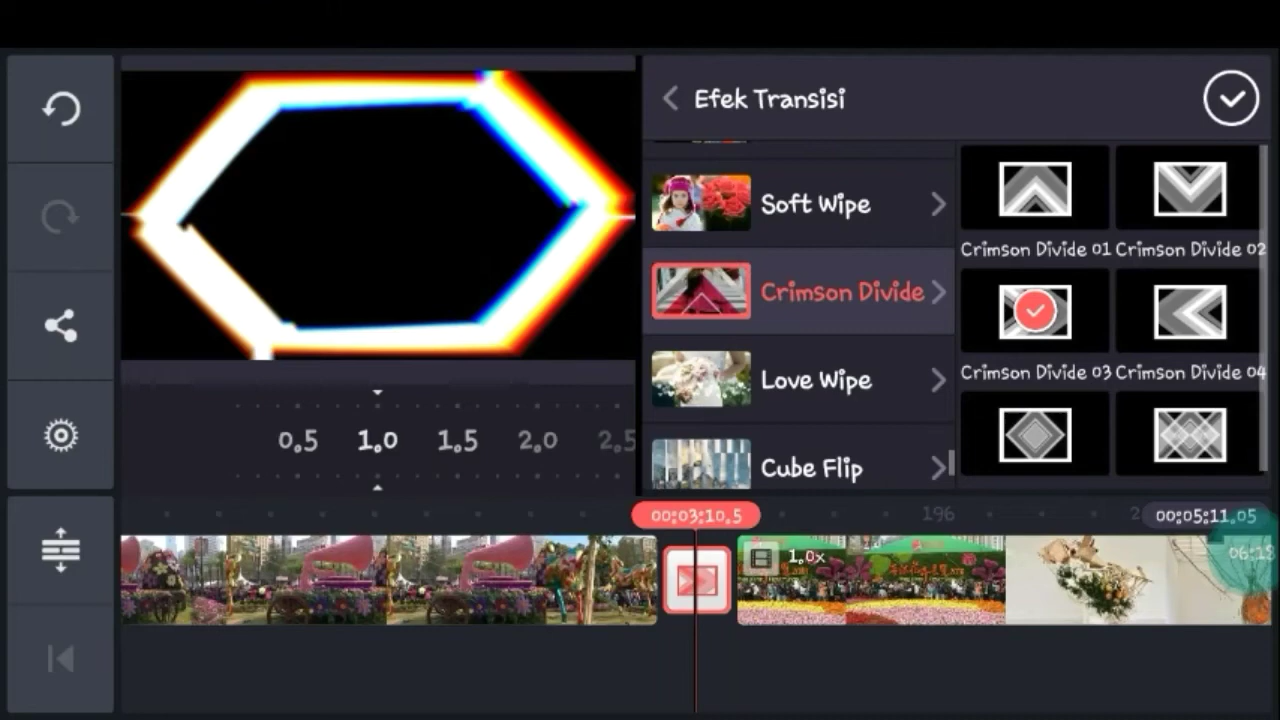 Efek Transisi
Soft Wipe
Crimson Divide
Love Wipe
Cube Flip
Crimson Divide 01
Crimson Divide 02
Crimson Divide 03
Crimson Divide 04
0.5 1.0 1.5 2.0 2.5
00:03:10.5
196
00:05:11.05
1.0x